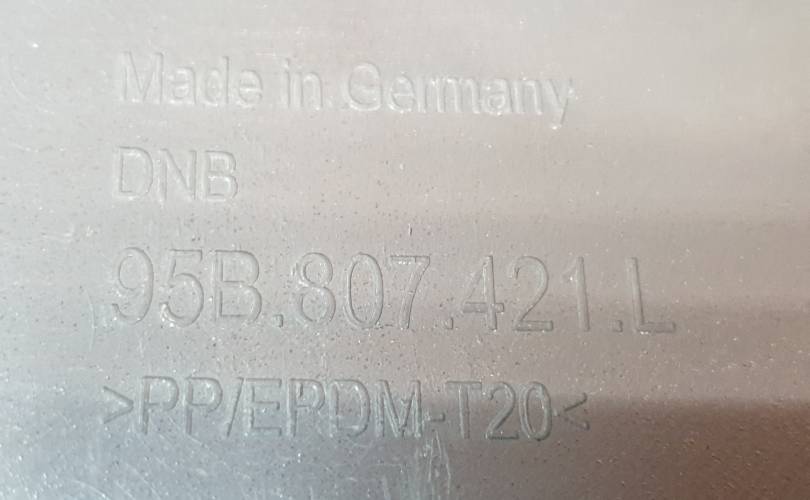 Made in Germany
DNB
95B.807.421.L
>PP/EPDM-T20<